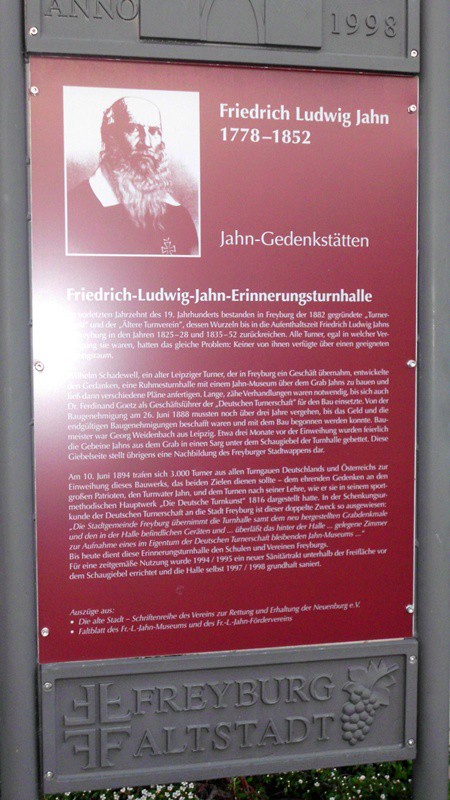 ANNO 1998
Friedrich Ludwig Jahn
1778–1852
Jahn-Gedenkstätten
Friedrich-Ludwig-Jahn-Erinnerungsturnhalle
Jahrzehnt des 19. Jahrhunderts bestanden in Freyburg der 1882 gegründete „Turner-
und der „Ältere Turnverein“, dessen Wurzeln bis in die Aufenthaltszeit Friedrich Ludwig Jahns
Freyburg in den Jahren 1825–28 und 1835–52 zurückreichen. Alle Turner, egal in welcher Ver-
sie waren, hatten das gleiche Problem: Keiner von ihnen verfügte über einen geeigneten
Schadewell, ein alter Leipziger Turner, der in Freyburg ein Geschäft übernahm, entwickelte
den Gedanken, eine Ruhmesturnhalle mit einem Jahn-Museum über dem Grab Jahns zu bauen und
ließ dann verschiedene Pläne anfertigen. Lange, zähe Verhandlungen waren notwendig, bis sich auch
Dr. Ferdinand Goetz als Geschäftsführer der „Deutschen Turnerschaft“ für den Bau einsetzte. Von der
Baugenehmigung am 26. Juni 1888 mussten noch über drei Jahre vergehen, bis das Geld und die
endgültigen Baugenehmigungen beschafft waren und mit dem Bau begonnen werden konnte. Bau-
meister war Georg Weidenbach aus Leipzig. Etwa drei Monate vor der Einweihung wurden feierlich
die Gebeine Jahns aus dem Grab in einen Sarg unter dem Schaugiebel der Turnhalle gebettet. Diese
Giebelseite stellt übrigens eine Nachbildung des Freyburger Stadtwappens dar.
Am 10. Juni 1894 trafen sich 3.000 Turner aus allen Turngauen Deutschlands und Österreichs zur
Einweihung dieses Bauwerks, das beiden Zielen dienen sollte – dem ehrenden Gedenken an den
großen Patrioten, den Turnvater Jahn, und dem Turnen nach seiner Lehre, wie er sie in seinem sport-
methodischen Hauptwerk „Die Deutsche Turnkunst“ 1816 dargestellt hatte. In der Schenkungsur-
kunde der Deutschen Turnerschaft an die Stadt Freyburg ist dieser doppelte Zweck so ausgewiesen:
„Die Stadtgemeinde Freyburg übernimmt die Turnhalle samt dem neu hergestellten Grabdenkmale
und den in der Halle befindlichen Geräten und ... überläßt das hinter der Halle ... gelegene Zimmer
zur Aufnahme eines im Eigentum der Deutschen Turnerschaft bleibenden Jahn-Museums ...“
Bis heute dient diese Erinnerungsturnhalle den Schulen und Vereinen Freyburgs.
Für eine zeitgemäße Nutzung wurde 1994 / 1995 ein neuer Sanitärtrakt unterhalb der Freifläche vor
dem Schaugiebel errichtet und die Halle selbst 1997 / 1998 grundhaft saniert.
Auszüge aus:
• Die alte Stadt – Schriftenreihe des Vereins zur Rettung und Erhaltung der Neuenburg e.V.
• Faltblatt des Fr.-L.-Jahn-Museums und des Fr.-L.-Jahn-Fördervereins
FREYBURG
ALTSTADT